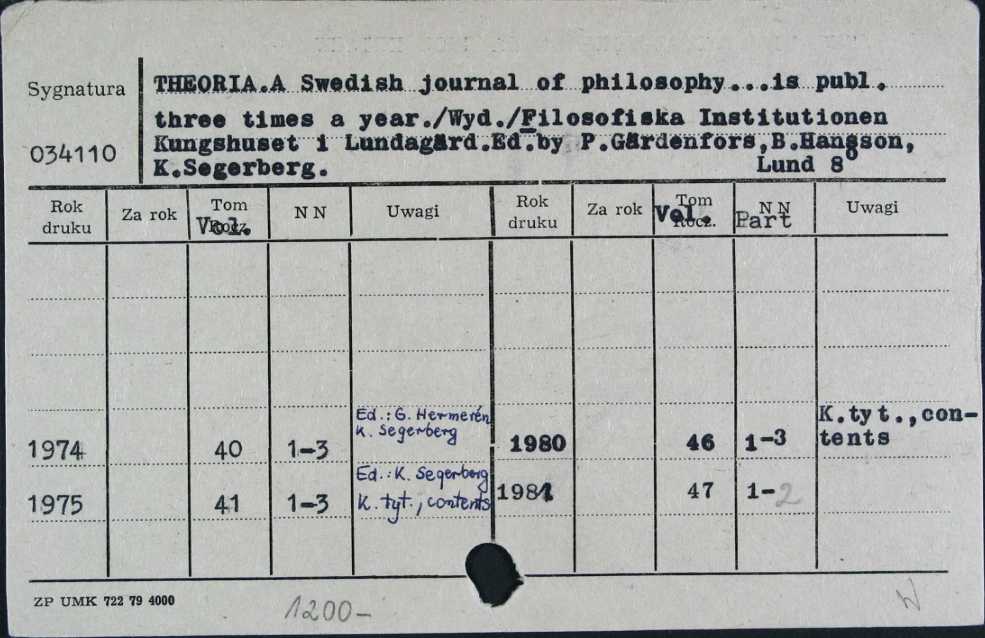 Sygnatura
034110
THEORIA.A Swedish journal of philosophy...is publ.
three times a year./Wyd./Filosofiska Institutionen
Kungshuset i Lundagård.Ed.by P.Gärdenfors,B.Hansson,
K.Segerberg. Lund 8°
Rok druku Za rok Tom Rocz. Vol. N N Uwagi Rok druku Za rok Tom Rocz. Vol. N N Part Uwagi
Ed.: G. Hermerén K. Segerberg
1974 40 1-3
1980 46 1-3 K.tyt.,con-
tents
Ed.: K. Segerberg
1975 41 1-3 K. tyt.; contents
1981 47 1-2
ZP UMK 722 79 4000
1200-